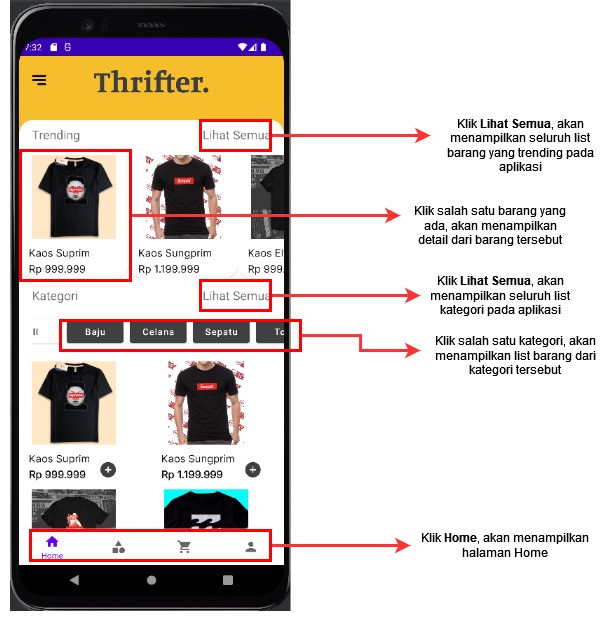 7:32
Thrifter.
Trending
Lihat Semua
Klik Lihat Semua, akan
menampilkan seluruh list
barang yang trending pada
aplikasi
Kaos Suprim
Rp 999.999
Kaos Sungprim
Rp 1.199.999
Kaos El
Rp 999
Klik salah satu barang yang
ada, akan menampilkan
detail dari barang tersebut
Kategori
Lihat Semua
Klik Lihat Semua, akan
menampilkan seluruh list
kategori pada aplikasi
ll
Baju
Celana
Sepatu
To
Klik salah satu kategori, akan
menampilkan list barang dari
kategori tersebut
Kaos Suprim
Rp 999.999
Kaos Sungprim
Rp 1.199.999
Home
Klik Home, akan menampilkan
halaman Home